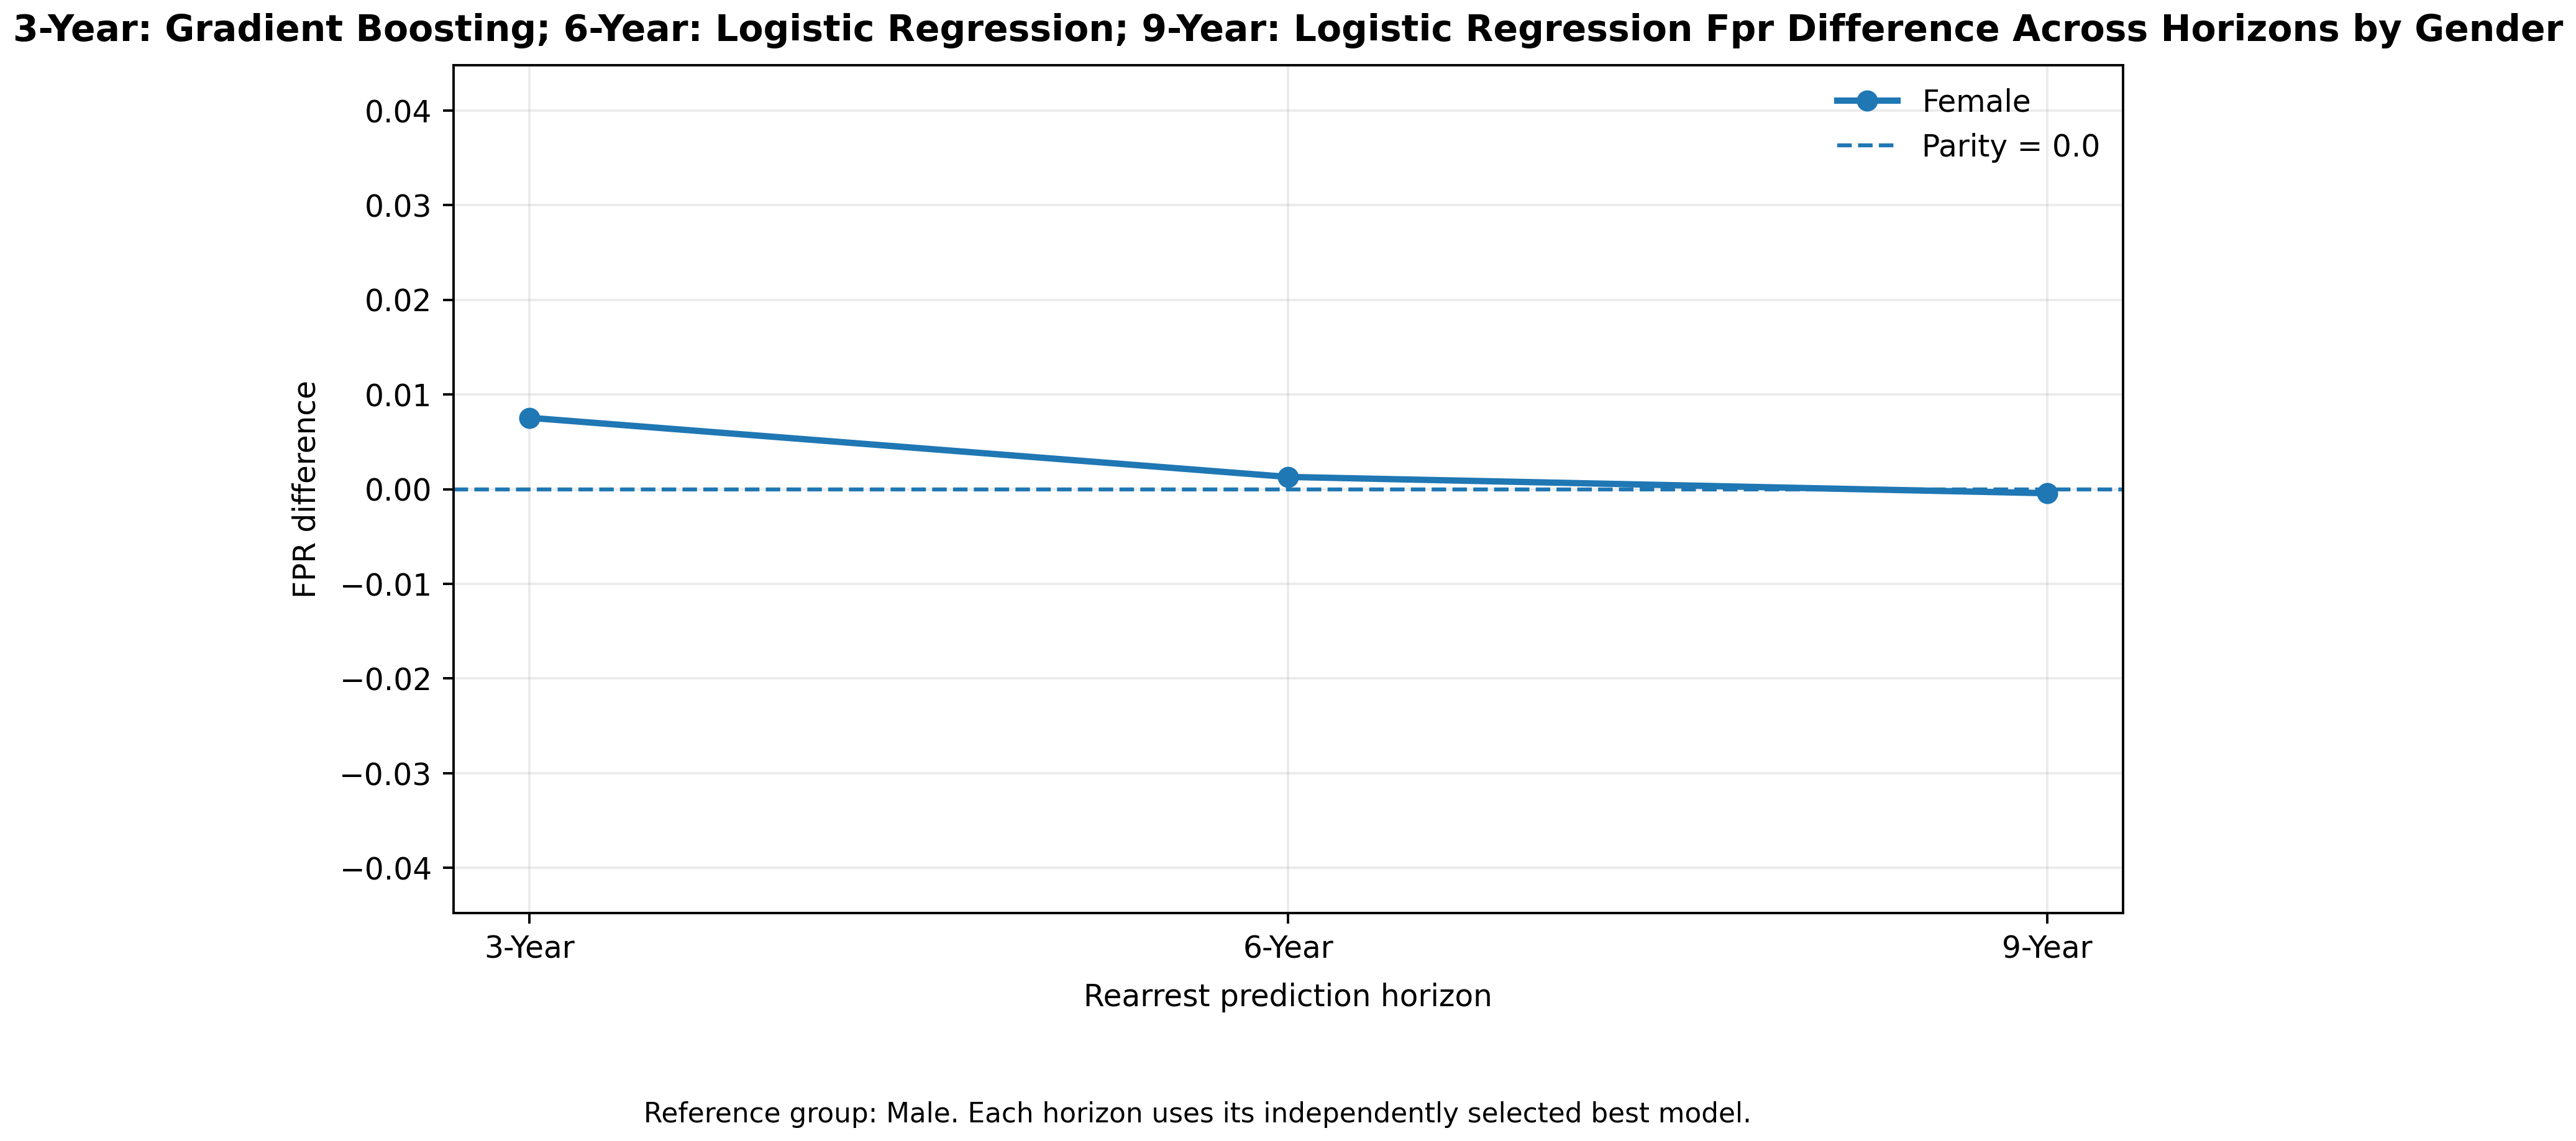 3-Year: Gradient Boosting; 6-Year: Logistic Regression; 9-Year: Logistic Regression Fpr Difference Across Horizons by Gender
Female
Parity = 0.0
FPR difference
0.04
0.03
0.02
0.01
0.00
−0.01
−0.02
−0.03
−0.04
3-Year
6-Year
9-Year
Rearrest prediction horizon
Reference group: Male. Each horizon uses its independently selected best model.